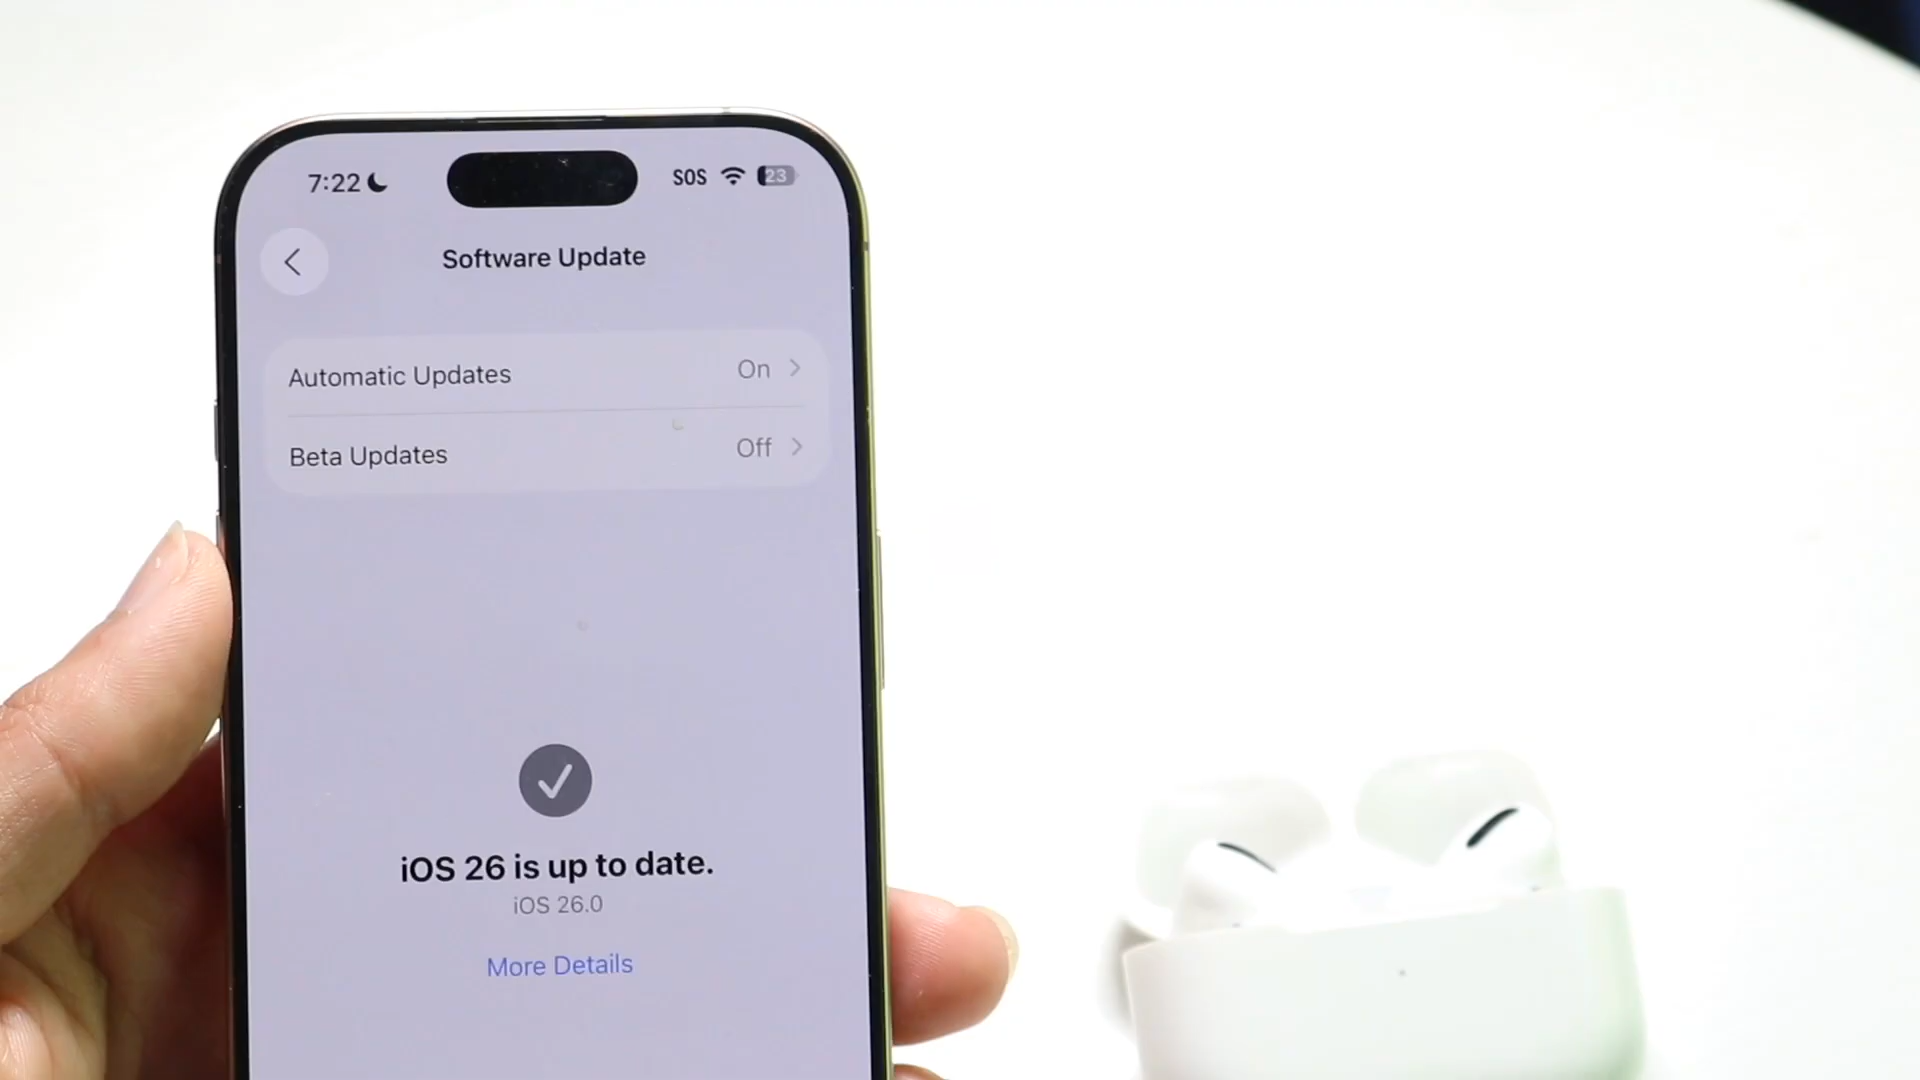 7:22
SOS 23
Software Update
Automatic Updates On
Beta Updates Off
iOS 26 is up to date.
iOS 26.0
More Details